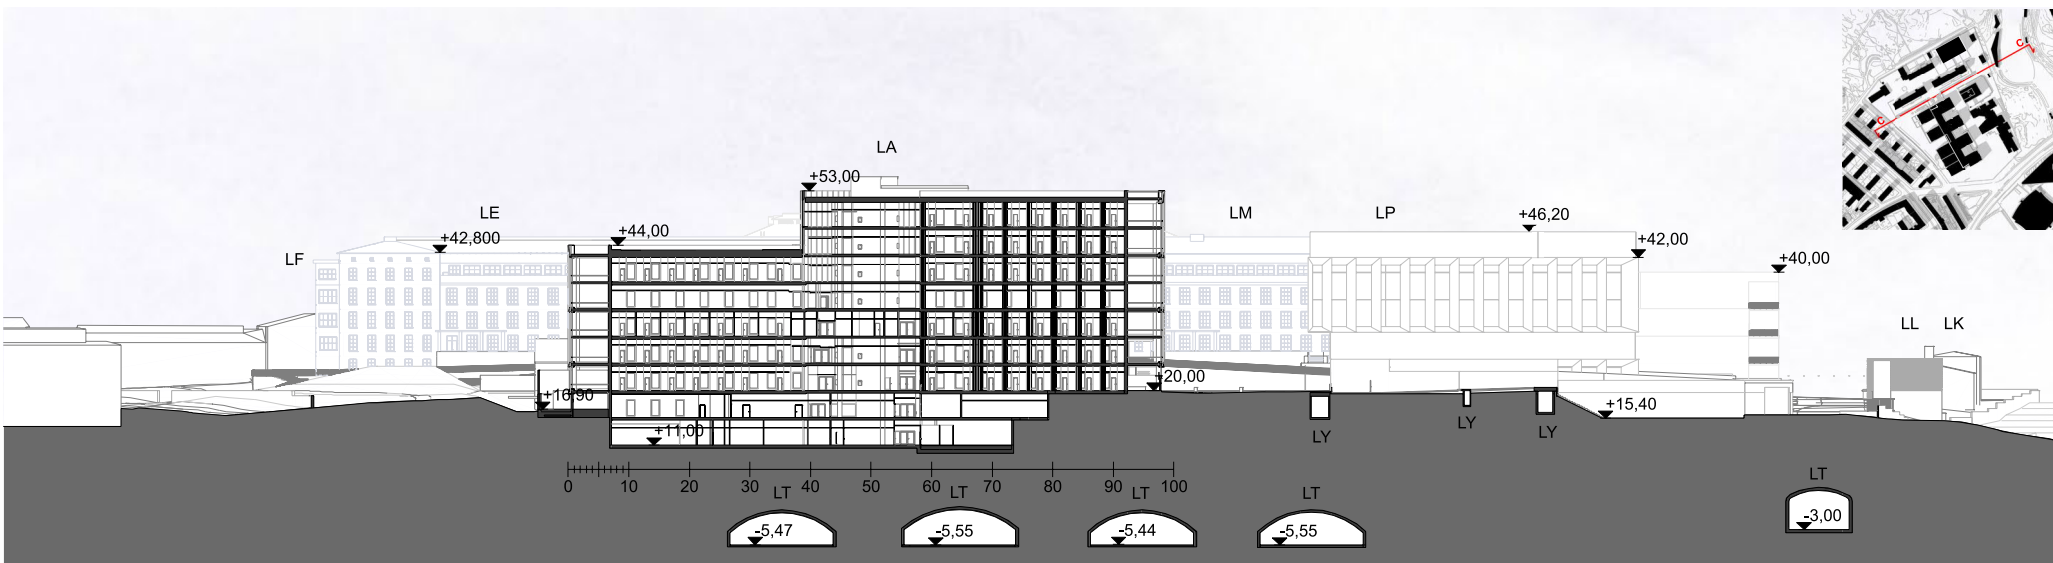 C
C
LA
+53,00
LE
LM
LP
+46,20
+42,800
+44,00
+42,00
LF
+40,00
LL
LK
+20,00
+16,90
+15,40
+11,00
LY
LY
LY
0 10 20 30 40 50 60 70 80 90 100
LT
LT
LT
LT
LT
-5,47
-5,55
-5,44
-5,55
-3,00